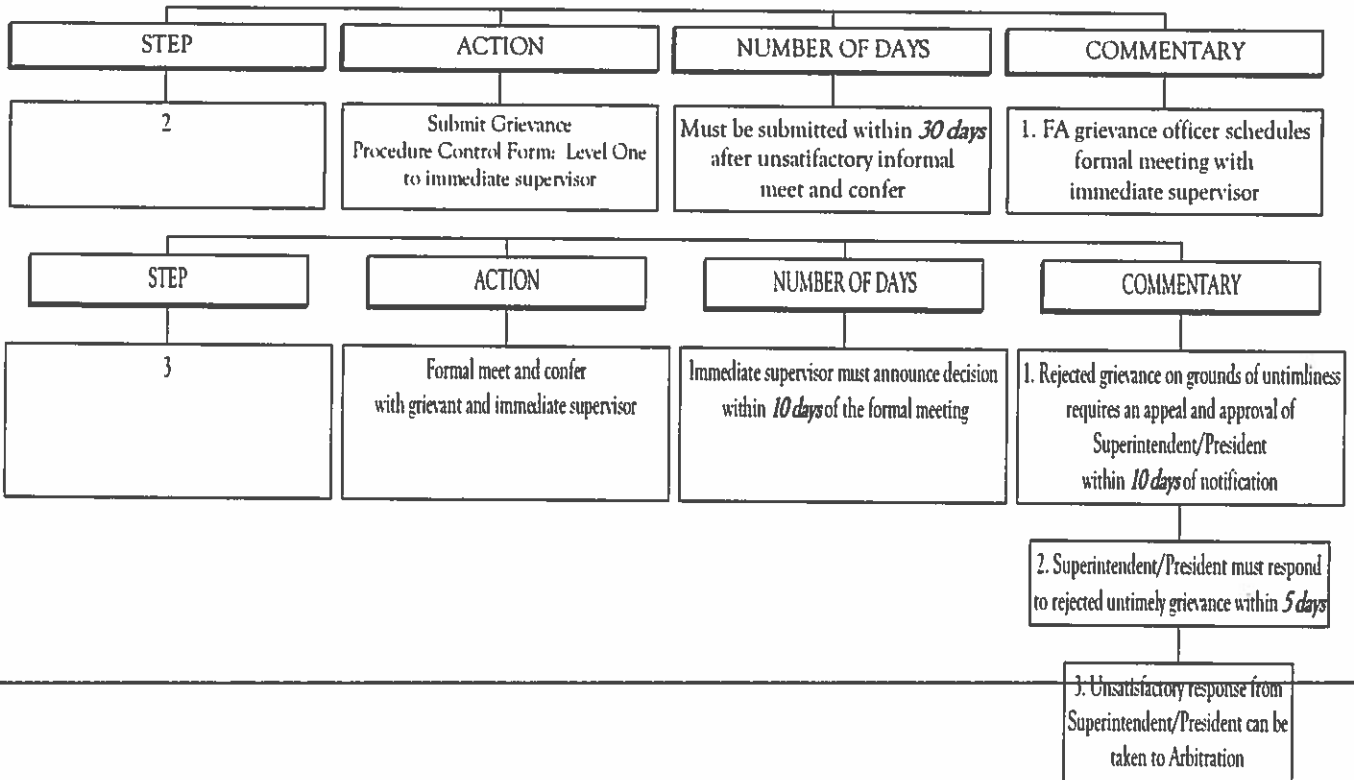 STEP
ACTION
NUMBER OF DAYS
COMMENTARY
2
Submit Grievance
Procedure Control Form: Level One
to immediate supervisor
Must be submitted within 30 days
after unsatifactory informal
meet and confer
1. FA grievance officer schedules
formal meeting with
immediate supervisor
STEP
ACTION
NUMBER OF DAYS
COMMENTARY
3
Formal meet and confer
with grievant and immediate supervisor
Immediate supervisor must announce decision
within 10 days of the formal meeting
1. Rejected grievance on grounds of untimliness
requires an appeal and approval of
Superintendent/President
within 10 days of notification
2. Superintendent/President must respond
to rejected untimely grievance within 5 days
3. Unsatisfactory response from
Superintendent/President can be
taken to Arbitration